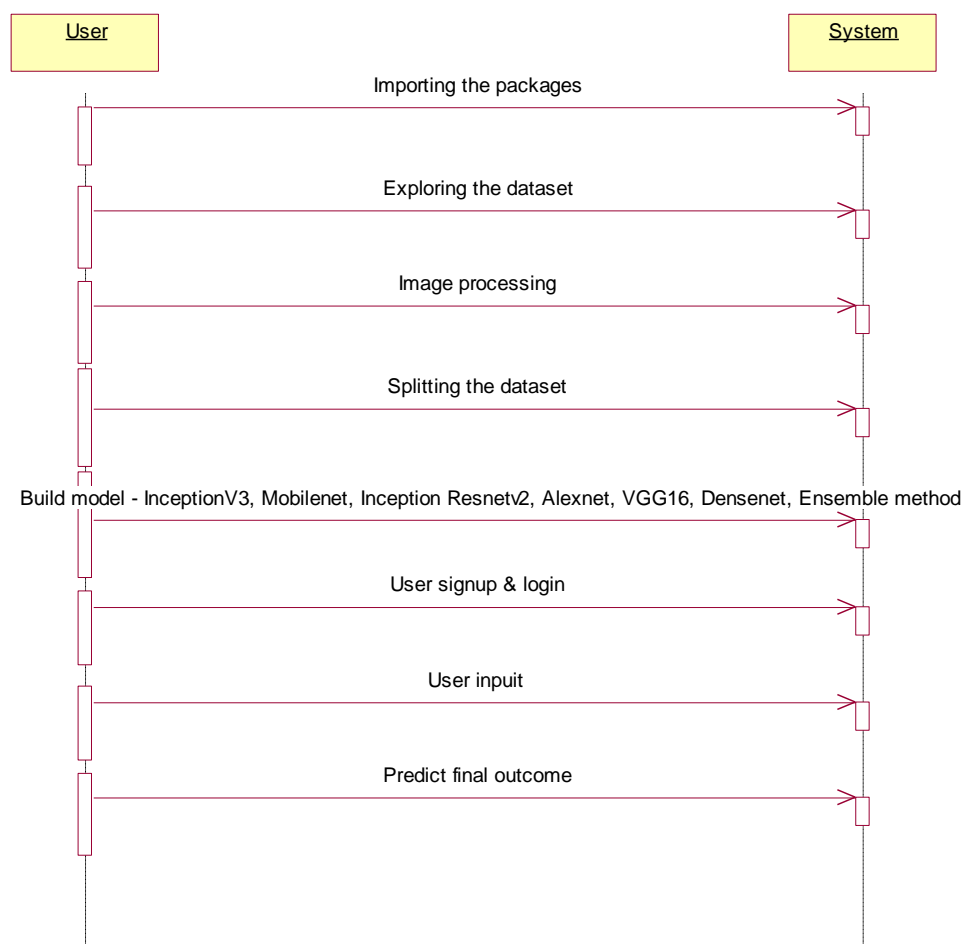 User
System
Importing the packages
Exploring the dataset
Image processing
Splitting the dataset
Build model - InceptionV3, Mobilenet, Inception Resnetv2, Alexnet, VGG16, Densenet, Ensemble method
User signup & login
User inpuit
Predict final outcome